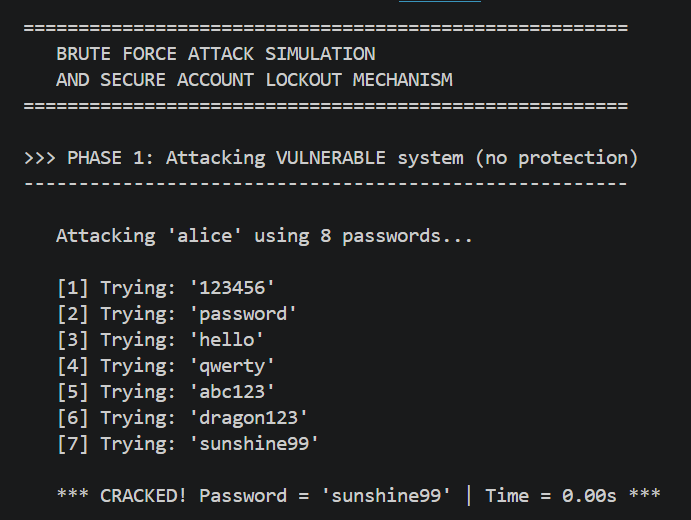 =======================================================
BRUTE FORCE ATTACK SIMULATION
AND SECURE ACCOUNT LOCKOUT MECHANISM
=======================================================
>>> PHASE 1: Attacking VULNERABLE system (no protection)
-------------------------------------------------------
Attacking 'alice' using 8 passwords...
[1] Trying: '123456'
[2] Trying: 'password'
[3] Trying: 'hello'
[4] Trying: 'qwerty'
[5] Trying: 'abc123'
[6] Trying: 'dragon123'
[7] Trying: 'sunshine99'
*** CRACKED! Password = 'sunshine99' | Time = 0.00s ***